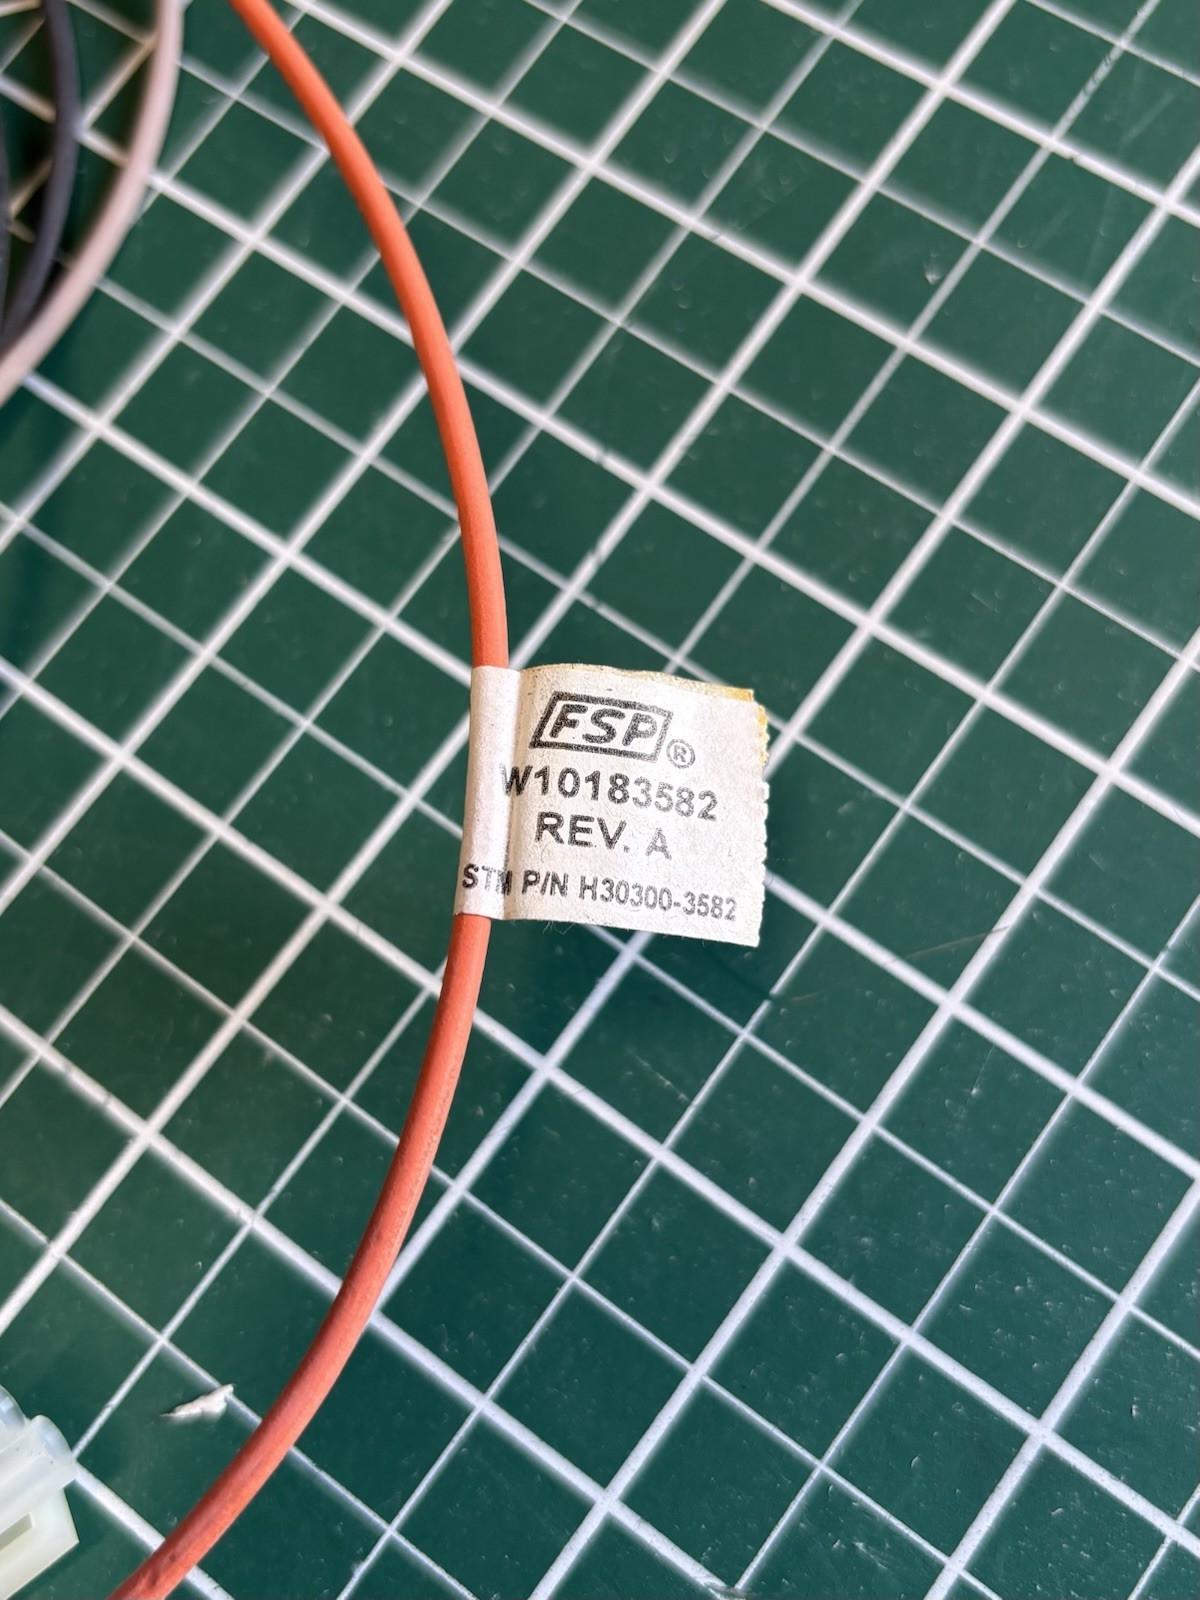 FSP®
W10183582
REV. A
STM P/N H30300-3582